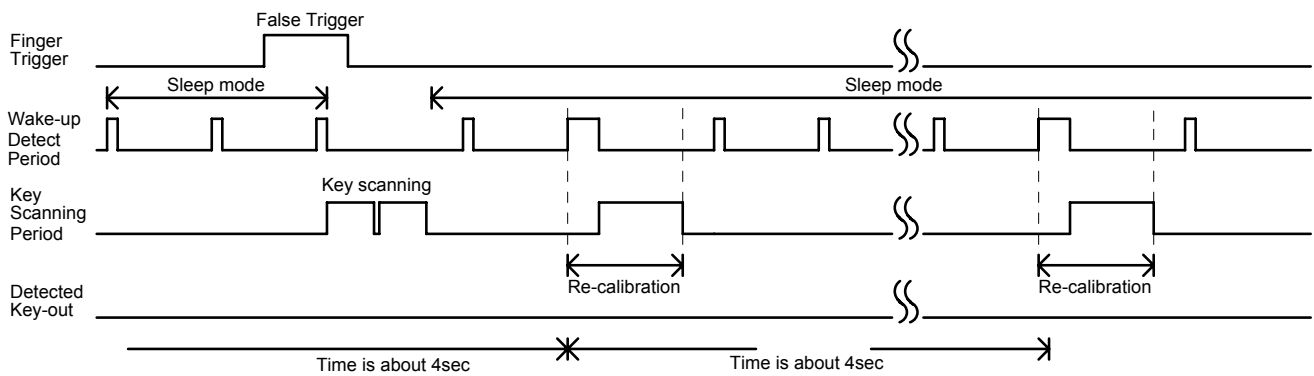 False Trigger
Finger
Trigger
Sleep mode
Sleep mode
Wake-up
Detect
Period
Key scanning
Key
Scanning
Period
Re-calibration
Re-calibration
Detected
Key-out
Time is about 4sec
Time is about 4sec